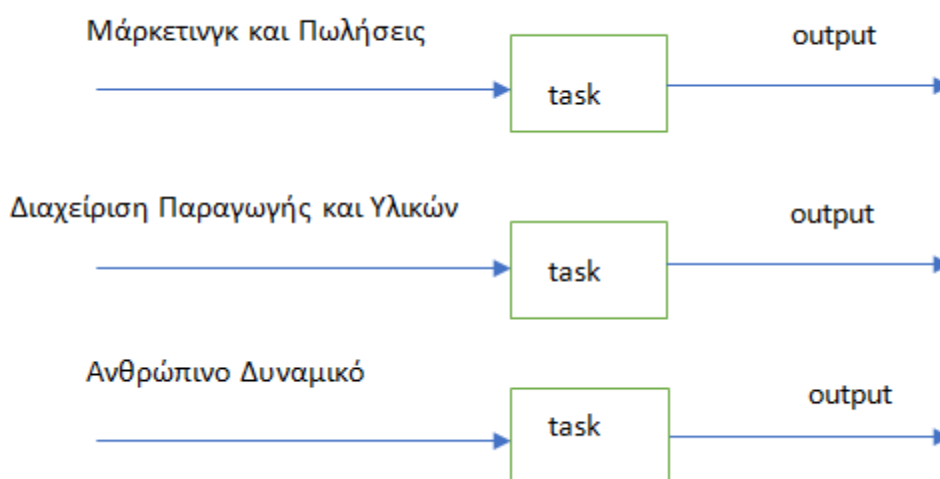 Μάρκετινγκ και Πωλήσεις
output
task
Διαχείριση Παραγωγής και Υλικών
output
task
Ανθρώπινο Δυναμικό
output
task